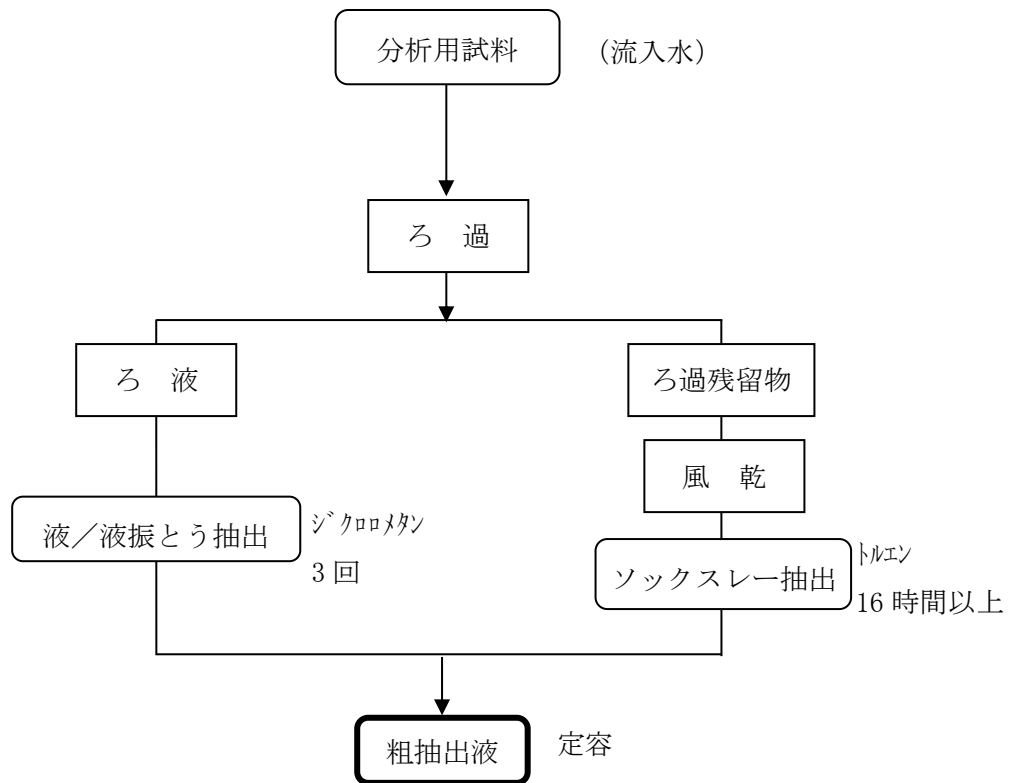 分析用試料 (流入水)
ろ 過
ろ 液
ろ過残留物
風 乾
液/液振とう抽出
ジクロロメタン
3回
ソックスレー抽出
トルエン
16時間以上
粗抽出液 定容